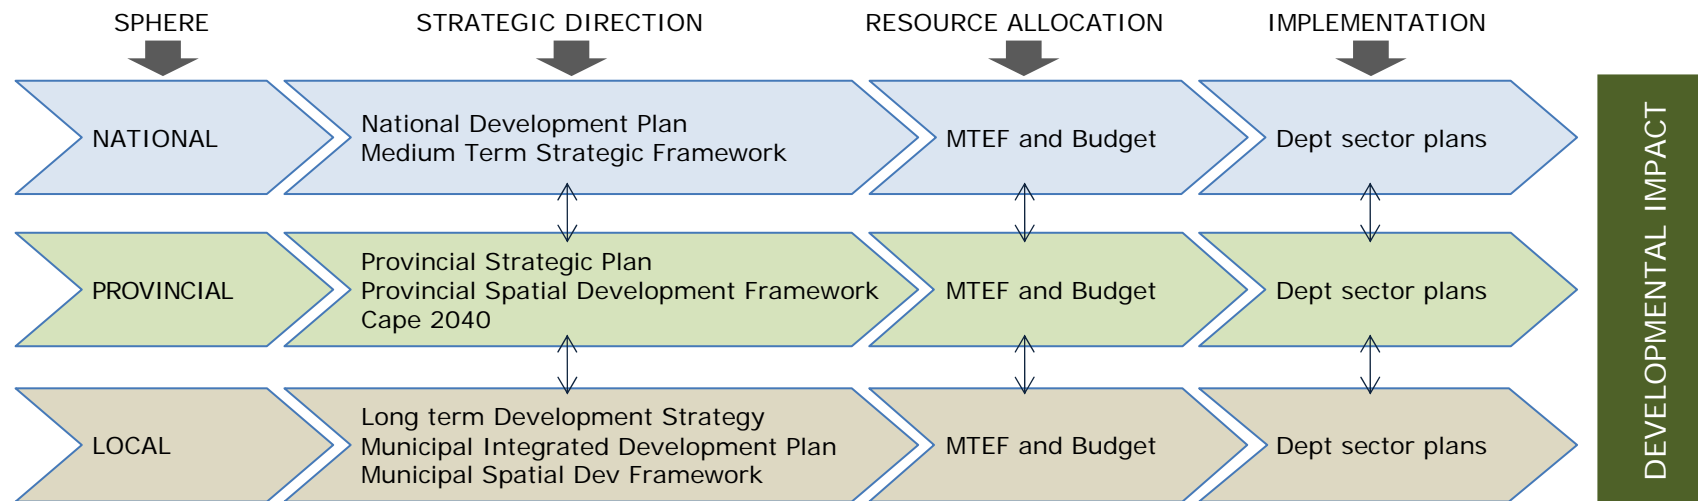 SPHERE
STRATEGIC DIRECTION
RESOURCE ALLOCATION
IMPLEMENTATION
NATIONAL
National Development Plan
Medium Term Strategic Framework
MTEF and Budget
Dept sector plans
PROVINCIAL
Provincial Strategic Plan
Provincial Spatial Development Framework
Cape 2040
MTEF and Budget
Dept sector plans
LOCAL
Long term Development Strategy
Municipal Integrated Development Plan
Municipal Spatial Dev Framework
MTEF and Budget
Dept sector plans
DEVELOPMENTAL IMPACT